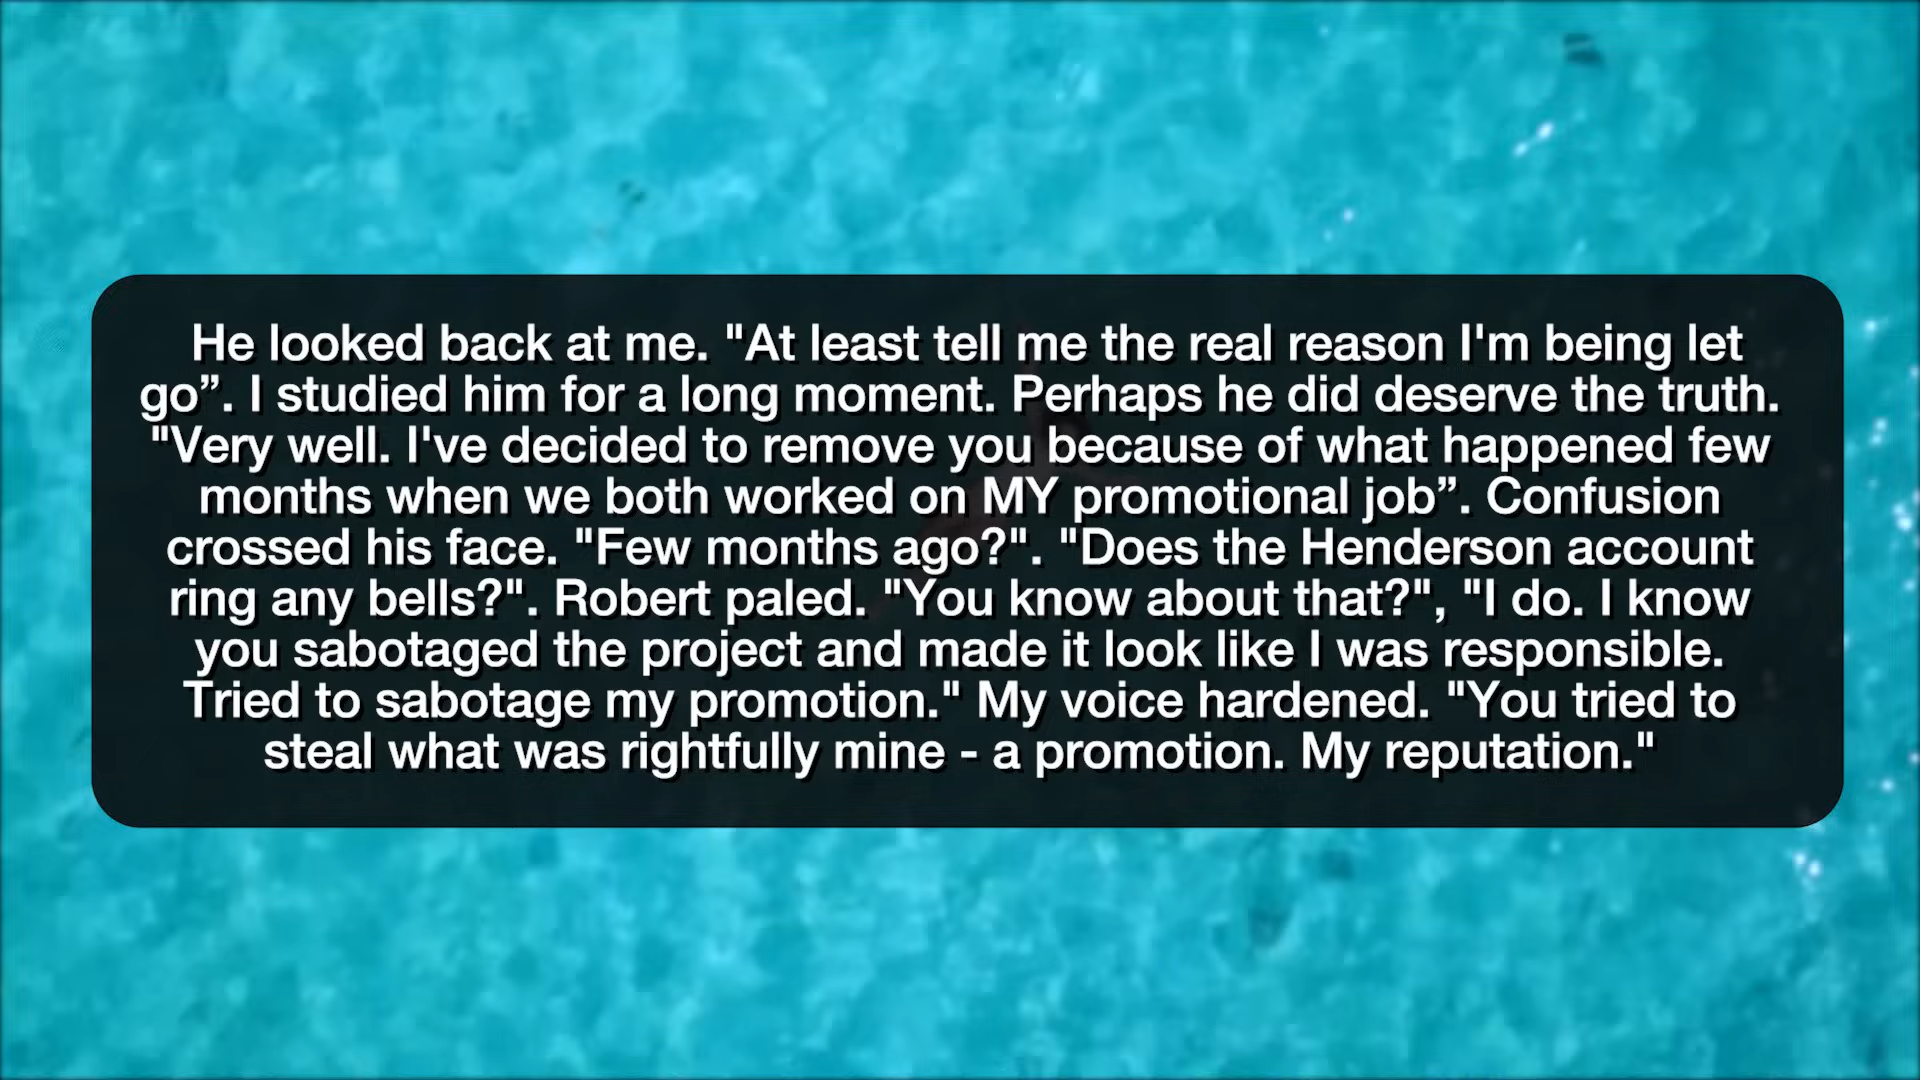 He looked back at me. "At least tell me the real reason I'm being let
go”. I studied him for a long moment. Perhaps he did deserve the truth.
"Very well. I've decided to remove you because of what happened few
months when we both worked on MY promotional job”. Confusion
crossed his face. "Few months ago?". "Does the Henderson account
ring any bells?". Robert paled. "You know about that?", "I do. I know
you sabotaged the project and made it look like I was responsible.
Tried to sabotage my promotion." My voice hardened. "You tried to
steal what was rightfully mine - a promotion. My reputation."